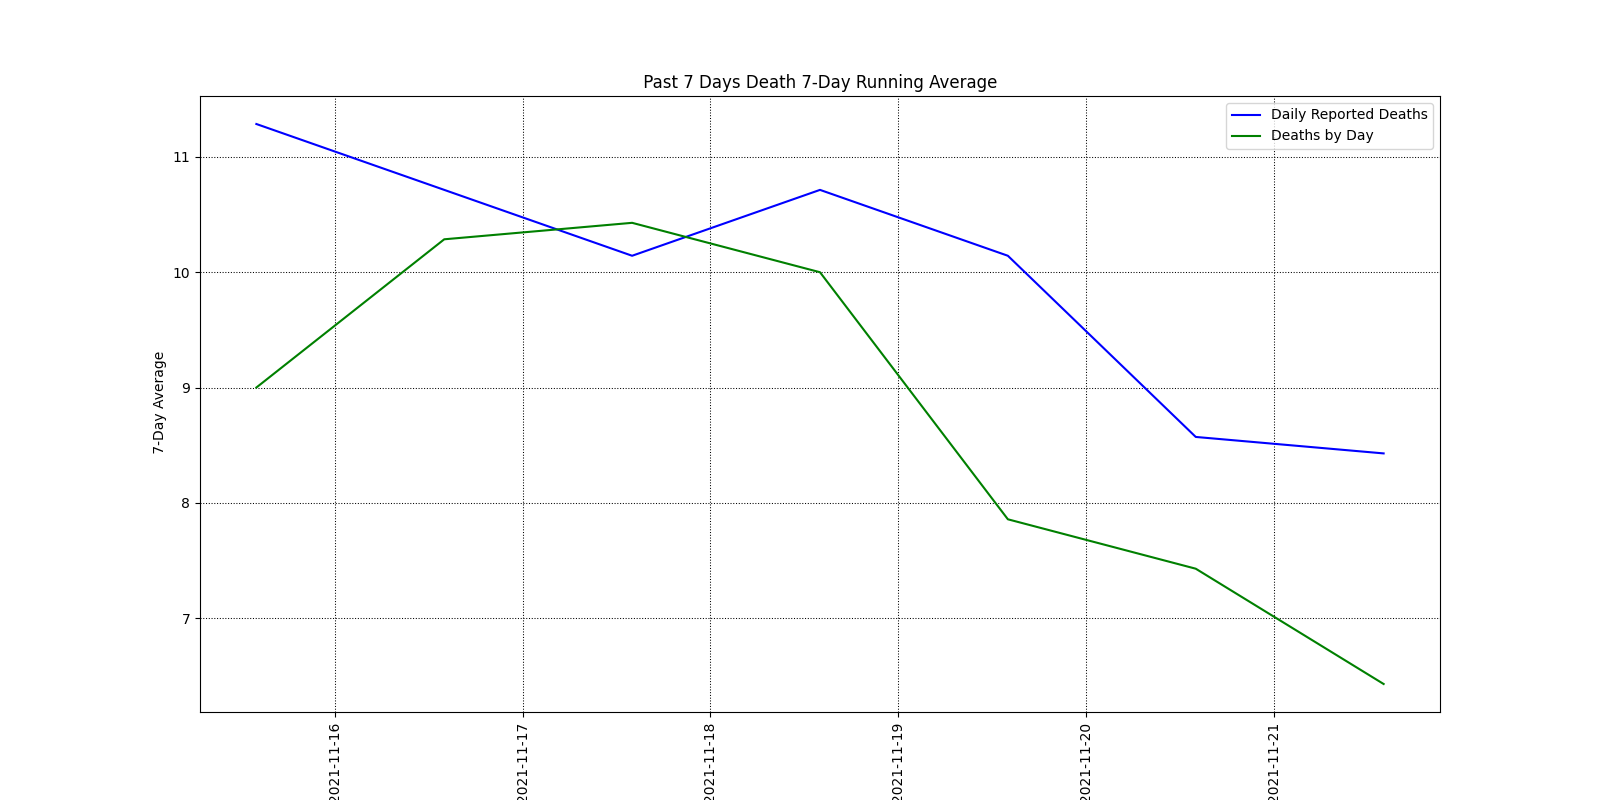 Past 7 Days Death 7-Day Running Average
Daily Reported Deaths
Deaths by Day
11
10
9
8
7
7-Day Average
2021-11-16
2021-11-17
2021-11-18
2021-11-19
2021-11-20
2021-11-21